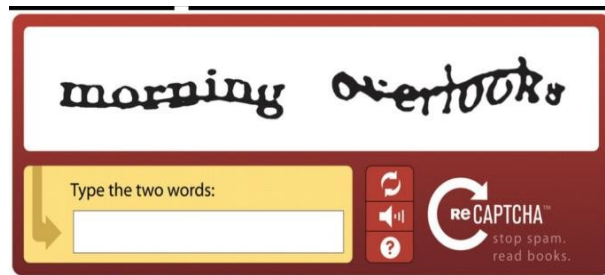 morning overlooks
Type the two words:
?
ReCAPTCHA™
stop spam.
read books.